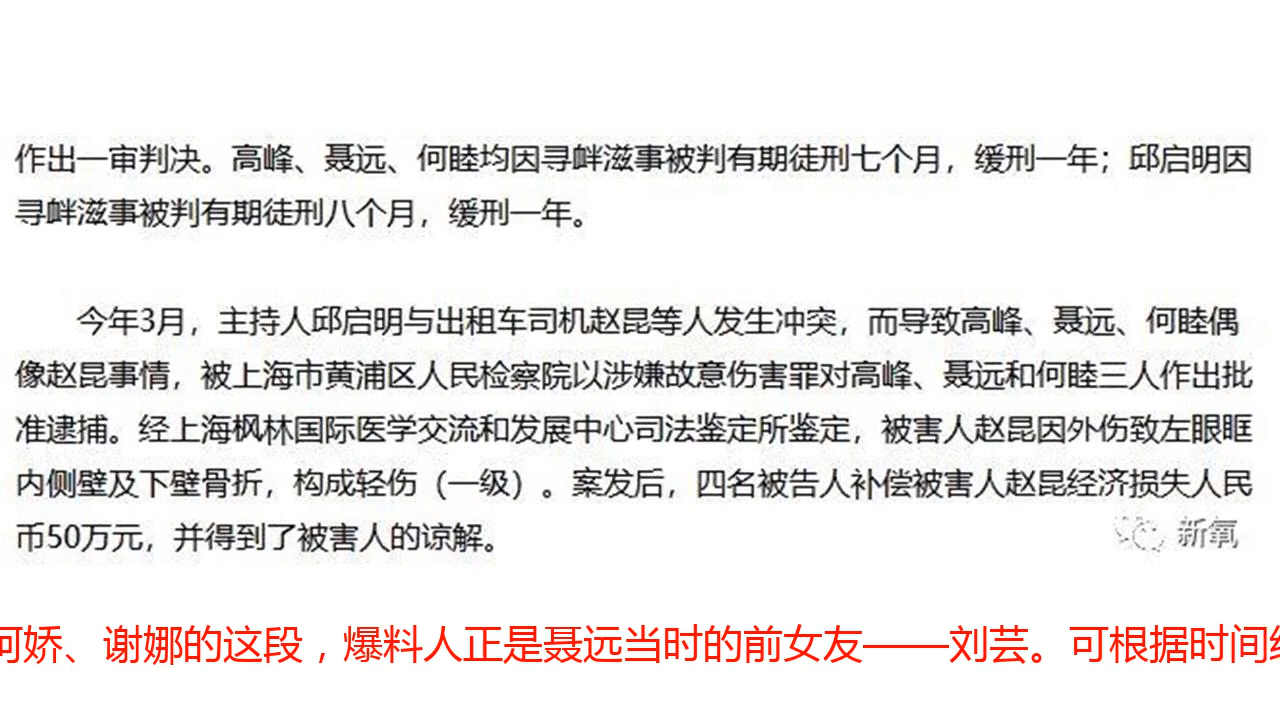 作出一审判决。高峰、聂远、何睦均因寻衅滋事被判有期徒刑七个月，缓刑一年；邱启明因
寻衅滋事被判有期徒刑八个月，缓刑一年。
今年3月，主持人邱启明与出租车司机赵昆等人发生冲突，而导致高峰、聂远、何睦偶
像赵昆事情，被上海市黄浦区人民检察院以涉嫌故意伤害罪对高峰、聂远和何睦三人作出批
准逮捕。经上海枫林国际医学交流和发展中心司法鉴定所鉴定，被害人赵昆因外伤致左眼眶
内侧壁及下壁骨折，构成轻伤（一级）。案发后，四名被告人补偿被害人赵昆经济损失人民
币50万元，并得到了被害人的谅解。
新氧
娇、谢娜的这段，爆料人正是聂远当时的前女友——刘芸。可根据时间